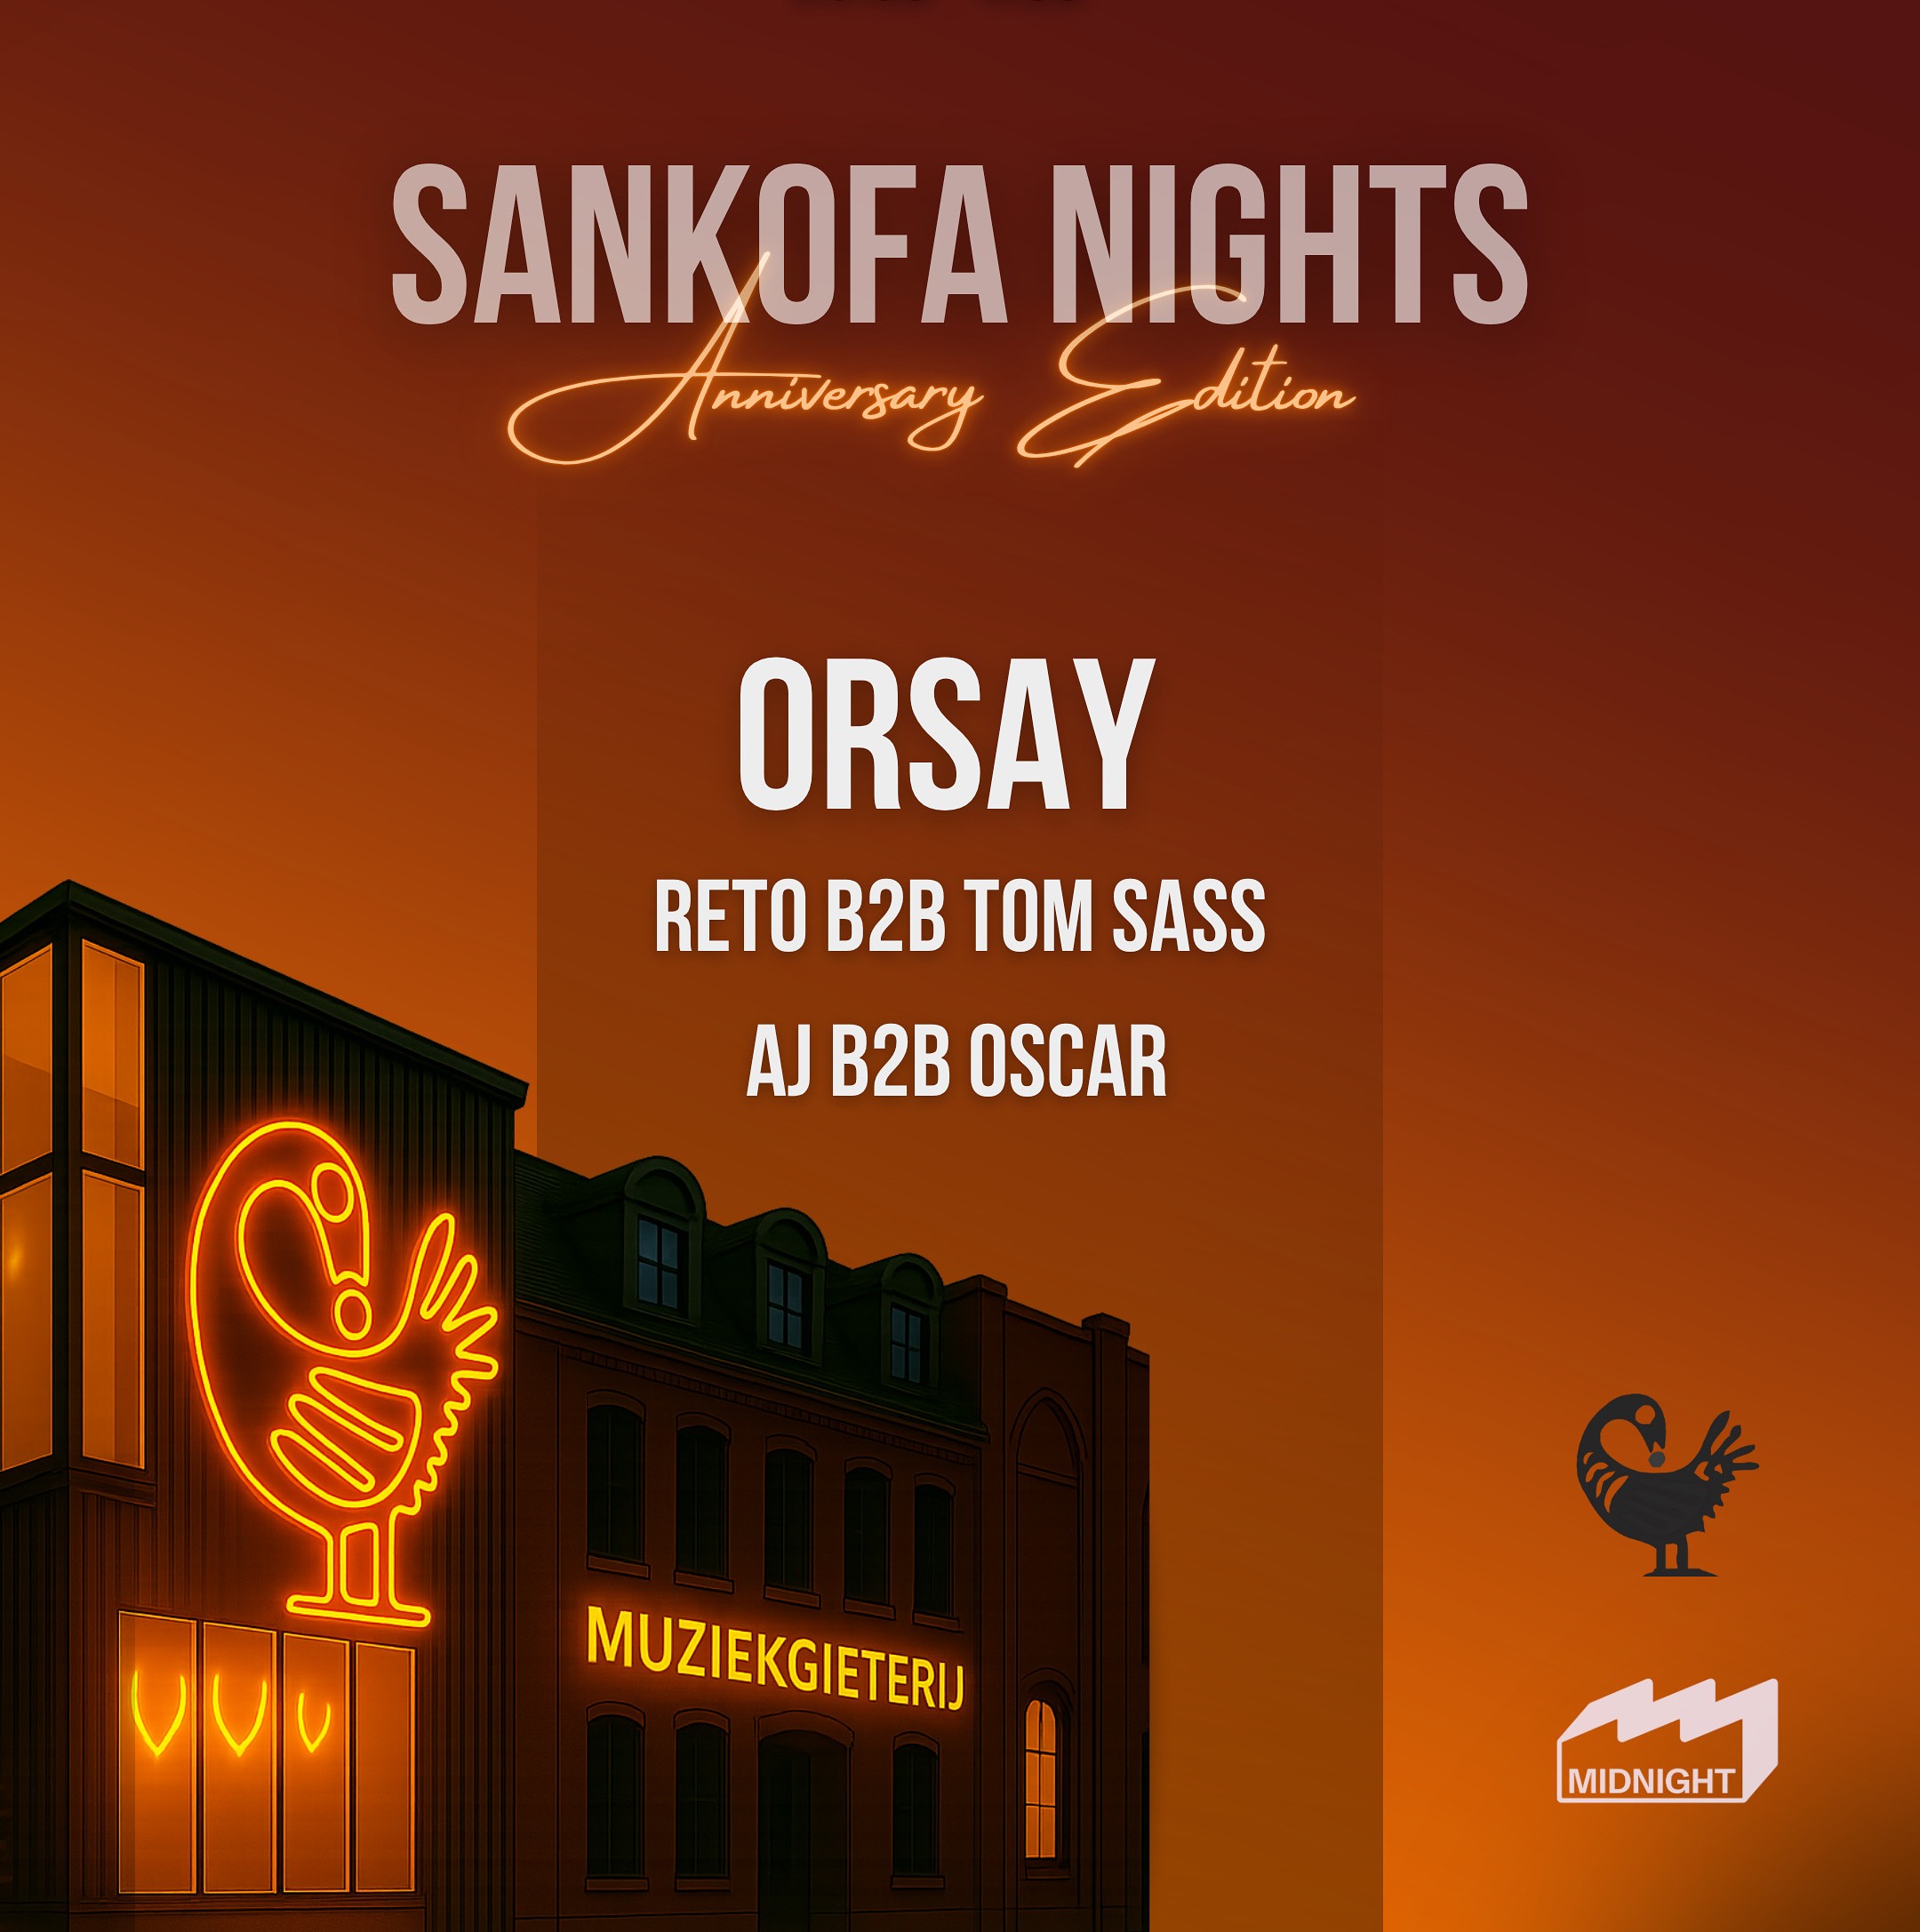 SANKOFA NIGHTS
Anniversary Edition
ORSAY
RETO B2B TOM SASS
AJ B2B OSCAR
MUZIEKGIETERIJ
MIDNIGHT